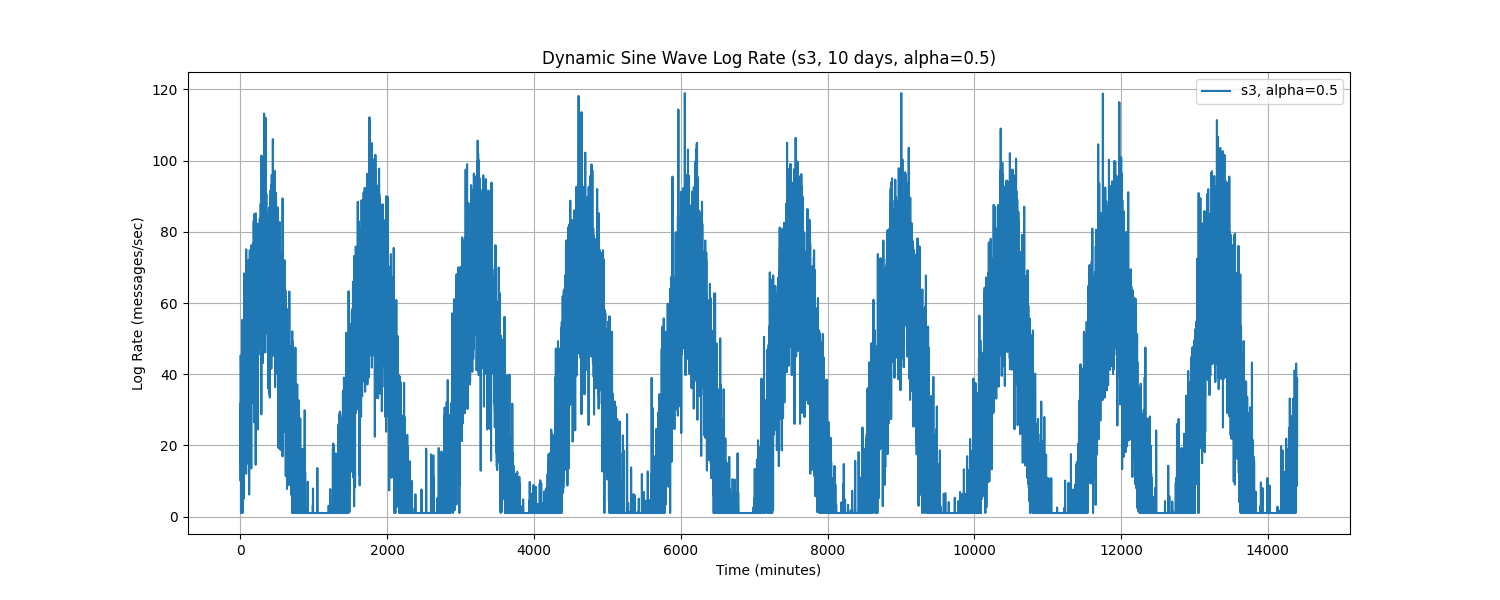 Dynamic Sine Wave Log Rate (s3, 10 days, alpha=0.5)
s3, alpha=0.5
Log Rate (messages/sec)
120
100
80
60
40
20
0
0 2000 4000 6000 8000 10000 12000 14000
Time (minutes)